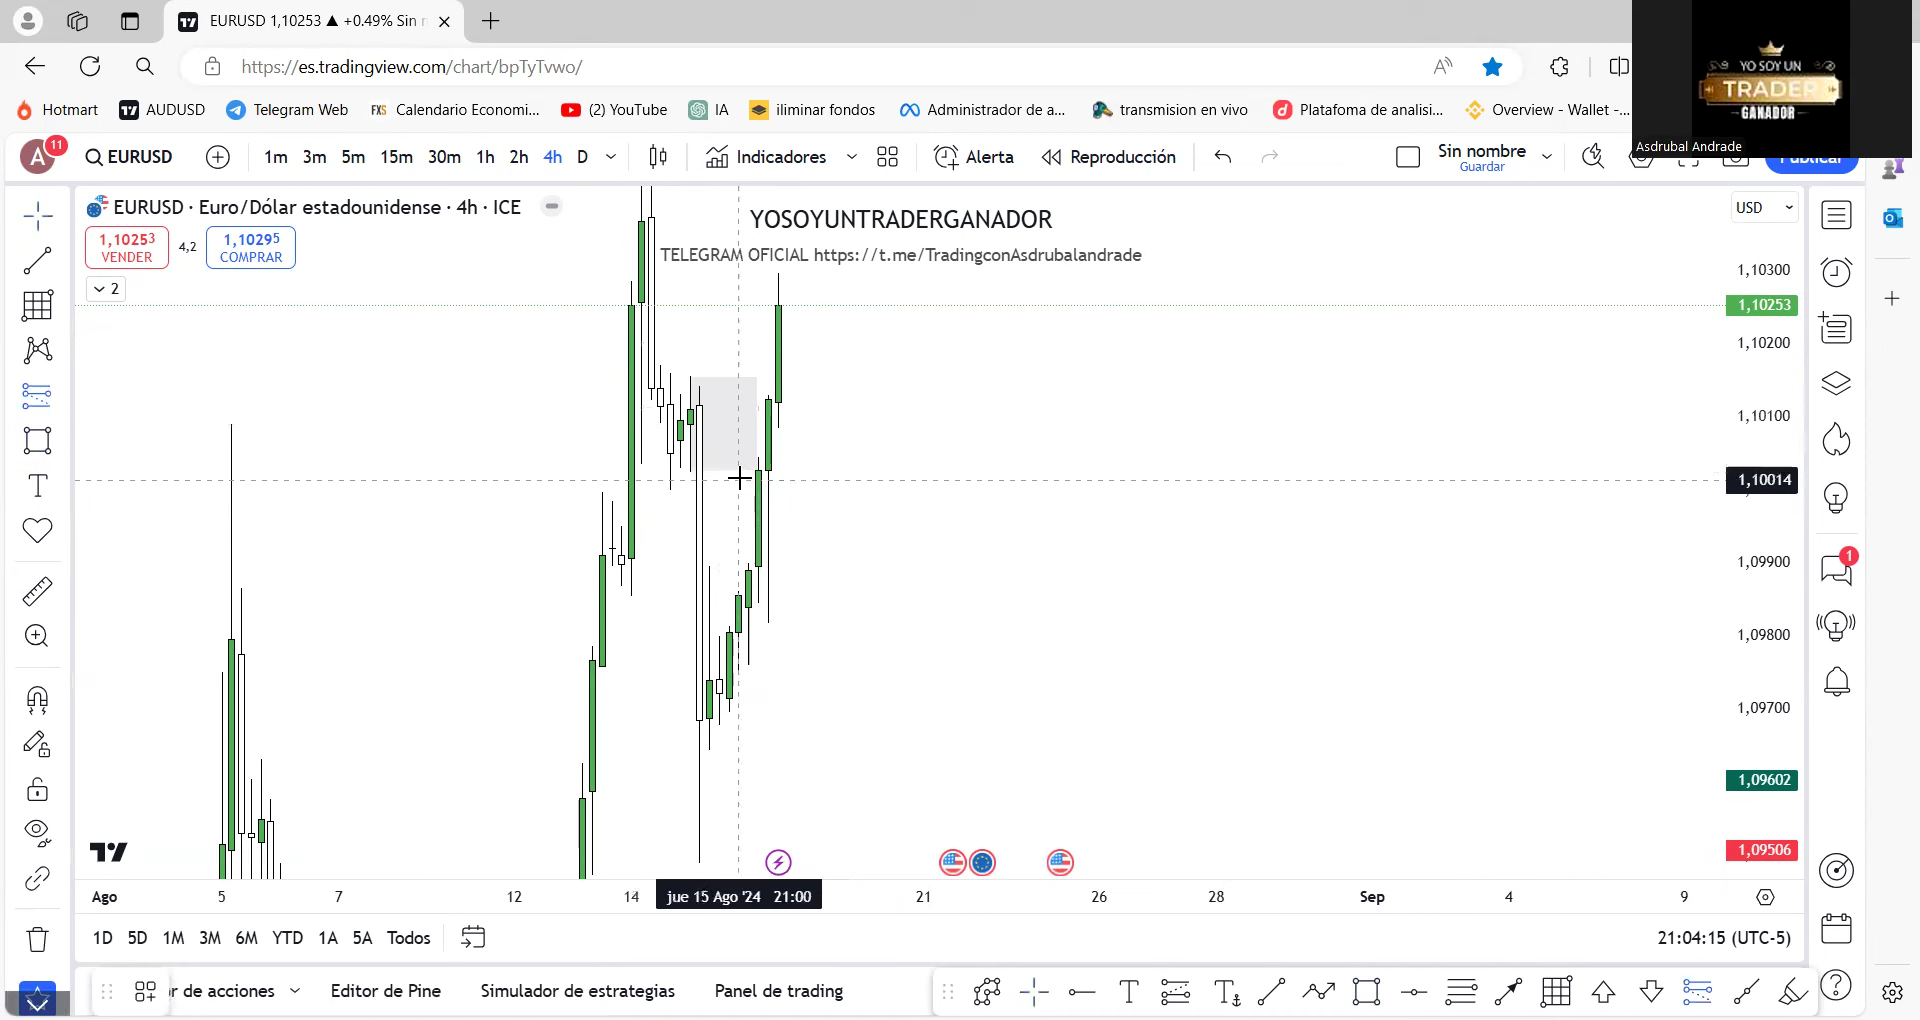 EURUSD 1,10253 ▲ +0.49% Sin n
https://es.tradingview.com/chart/bpTyTvwo/
YO SOY UN
TRADER
GANADOR
Asdrubal Andrade
Hotmart AUDUSD Telegram Web FXS Calendario Economi... (2) YouTube IA iliminar fondos Administrador de a... transmision en vivo Platafoma de analisi... Overview - Wallet -...
A 11 EURUSD 1m 3m 5m 15m 30m 1h 2h 4h D Indicadores Alerta Reproducción Sin nombre
Guardar Publicar
EURUSD · Euro/Dólar estadounidense · 4h · ICE
YOSOYUNTRADERGANADOR
USD
1,10253 4,2 1,10295
VENDER COMPRAR
TELEGRAM OFICIAL https://t.me/TradingconAsdrubalandrade
2
1,10300
1,10253
1,10200
1,10100
1,10014
1,09900
1,09800
1,09700
1,09602
1,09506
1
Ago 5 7 12 14 jue 15 Ago '24 21:00 21 26 28 Sep 4 9
1D 5D 1M 3M 6M YTD 1A 5A Todos
21:04:15 (UTC-5)
r de acciones Editor de Pine Simulador de estrategias Panel de trading